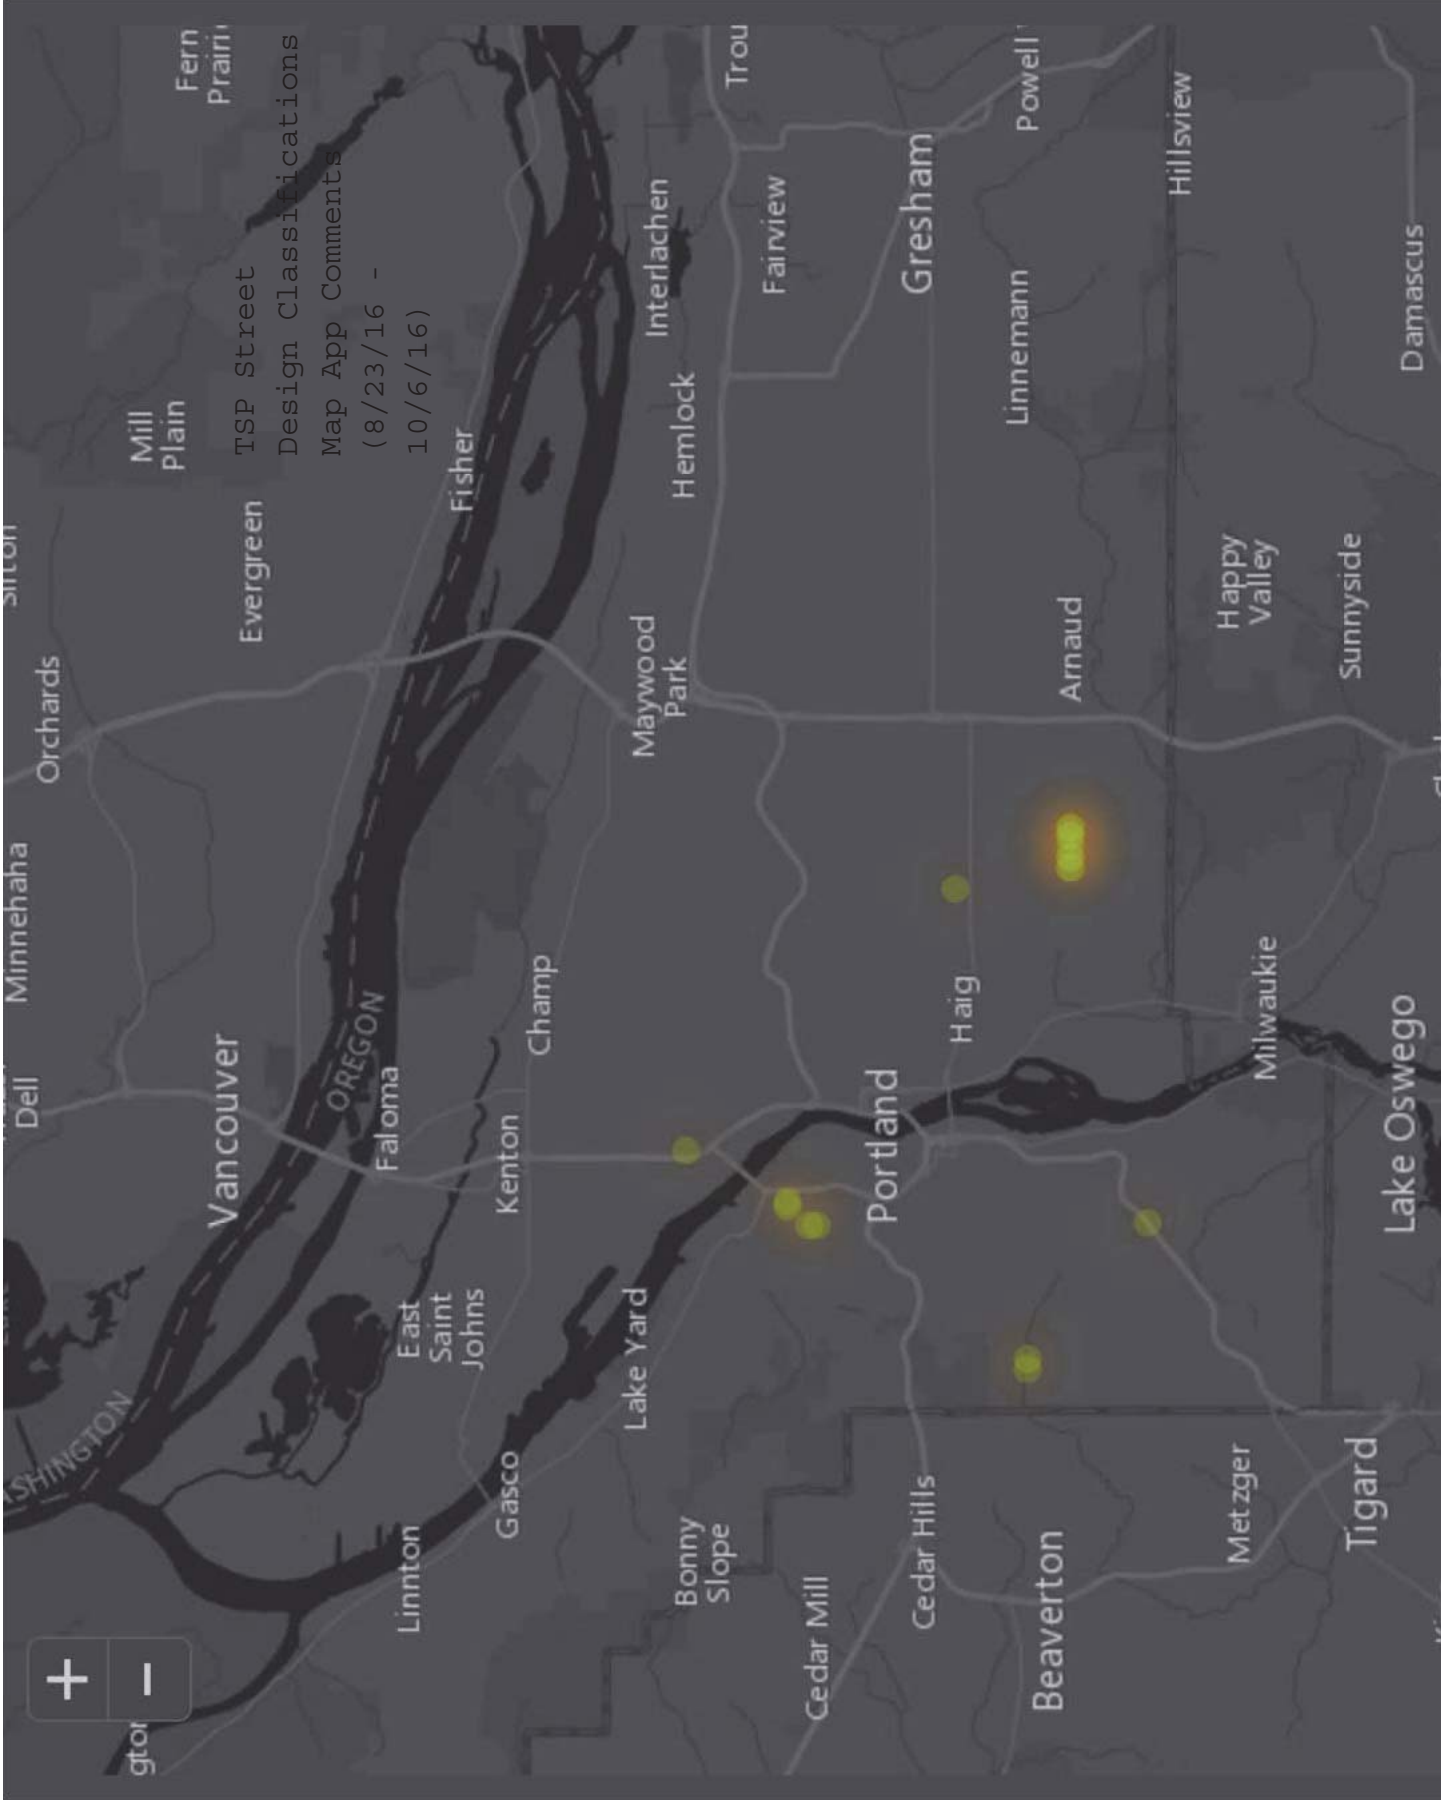 TSP Street
Design Classifications
Map App Comments
(8/23/16 -
10/6/16)
+
−
gton
ASHINGTON
OREGON
Dell
Minnehaha
Orchards
Mill
Plain
Fern
Prairi
Vancouver
Evergreen
Fisher
Linnton
East
Saint
Johns
Faloma
Gasco
Kenton
Champ
Lake Yard
Maywood
Park
Hemlock
Interlachen
Bonny
Slope
Trou
Fairview
Cedar Mill
Portland
Gresham
Cedar Hills
Haig
Linnemann
Powell
Beaverton
Arnaud
Hillsview
Metzger
Milwaukie
Happy
Valley
Tigard
Sunnyside
Lake Oswego
Damascus